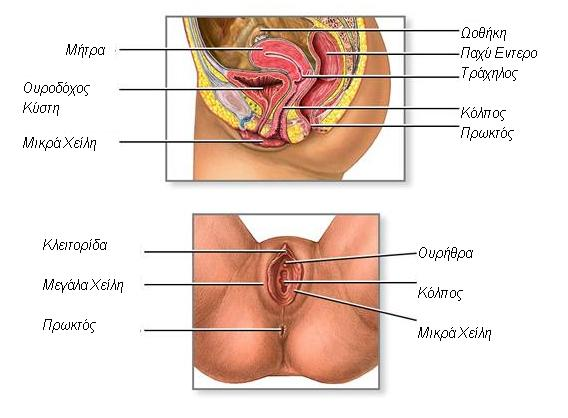 Μήτρα
Ουροδόχος
Κύστη
Μικρά Χείλη
Ωοθήκη
Παχύ Εντερο
Τράχηλος
Κόλπος
Πρωκτός
Κλειτορίδα
Μεγάλα Χείλη
Πρωκτός
Ουρήθρα
Κόλπος
Μικρά Χείλη